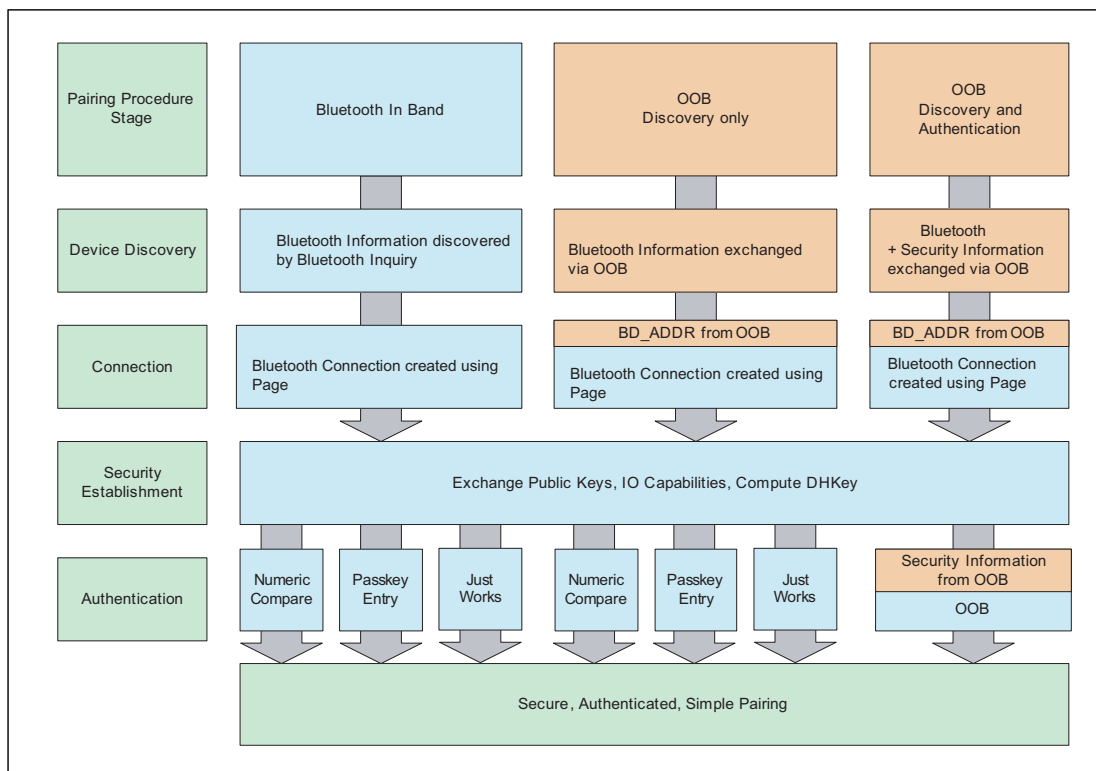 Pairing Procedure
Stage
Bluetooth In Band
OOB
Discovery only
OOB
Discovery and
Authentication
Device Discovery
Bluetooth Information discovered
by Bluetooth Inquiry
Bluetooth Information exchanged
via OOB
Bluetooth
+ Security Information
exchanged via OOB
Connection
Bluetooth Connection created using
Page
BD_ADDR from OOB
Bluetooth Connection created using
Page
BD_ADDR from OOB
Bluetooth Connection
created using Page
Security
Establishment
Exchange Public Keys, IO Capabilities, Compute DHKey
Authentication
Numeric
Compare
Passkey
Entry
Just
Works
Numeric
Compare
Passkey
Entry
Just
Works
Security Information
from OOB
OOB
Secure, Authenticated, Simple Pairing